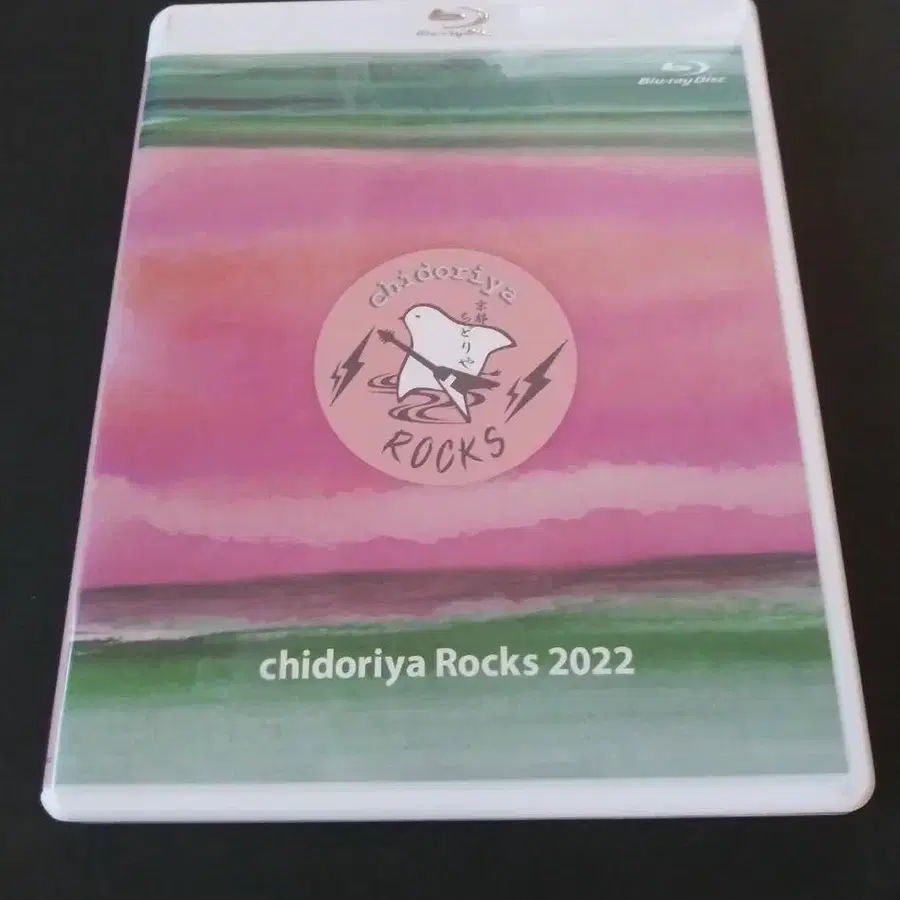 Blu-ray Disc
Blu-ray Disc
chidoriya
京都
ちどりや
ROCKS
chidoriya Rocks 2022